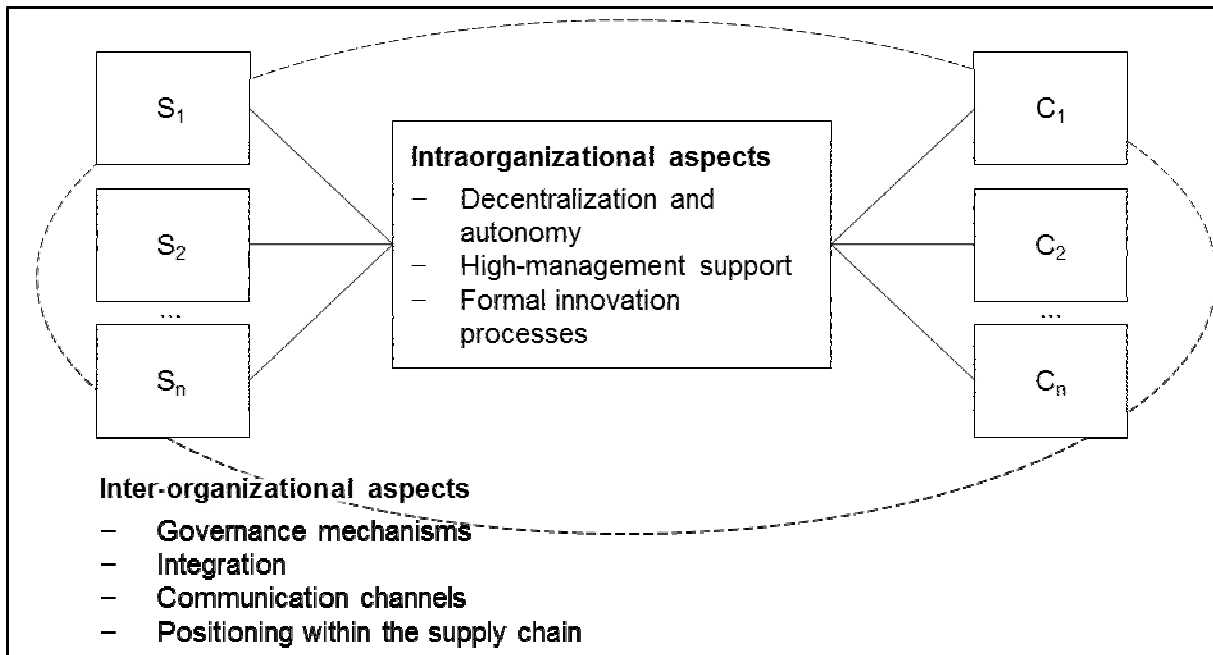 S₁
S₂
...
Sₙ
Intraorganizational aspects
– Decentralization and
autonomy
– High-management support
– Formal innovation
processes
C₁
C₂
...
Cₙ
Inter-organizational aspects
– Governance mechanisms
– Integration
– Communication channels
– Positioning within the supply chain